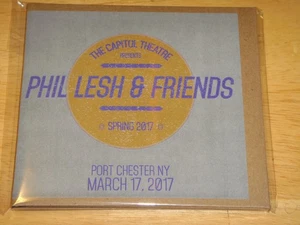 THE CAPITOL THEATRE
PRESENTS
PHIL LESH & FRIENDS
☆ SPRING 2017 ☆
PORT CHESTER NY
MARCH 17, 2017